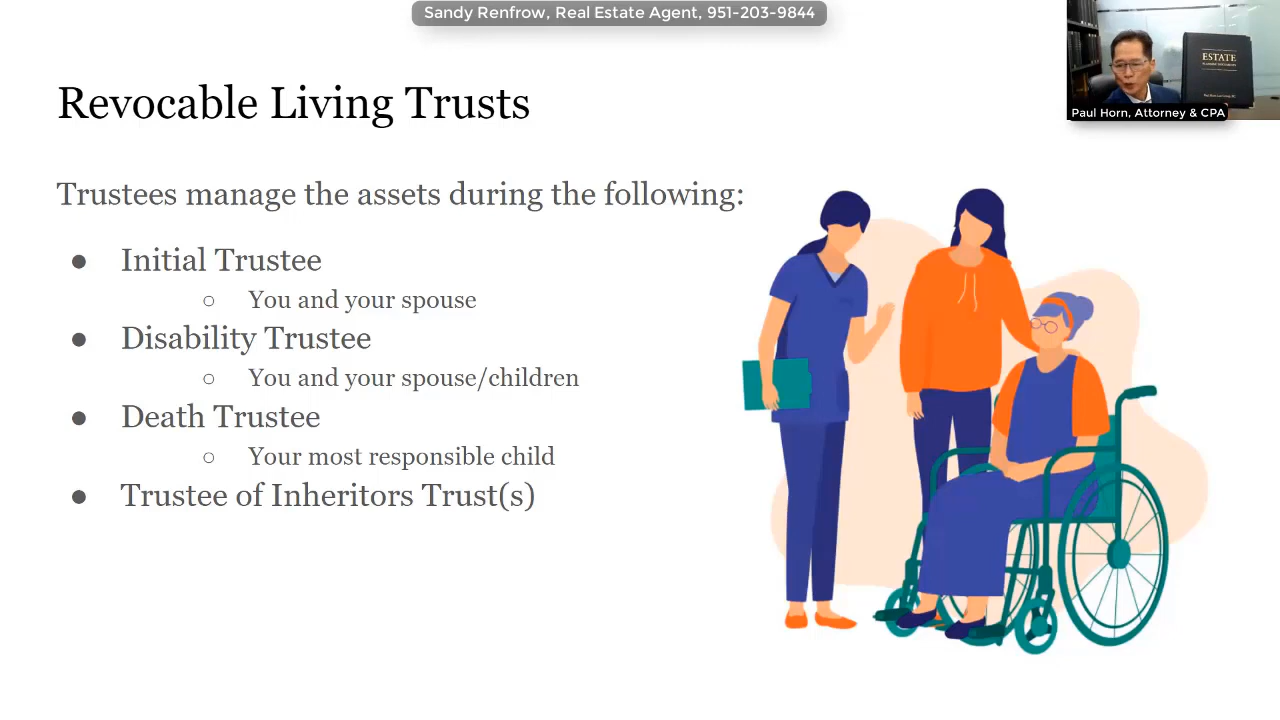 Sandy Renfrow, Real Estate Agent, 951-203-9844
Revocable Living Trusts
ESTATE
Paul Horn, Attorney & CPA
Trustees manage the assets during the following:
● Initial Trustee
○ You and your spouse
● Disability Trustee
○ You and your spouse/children
● Death Trustee
○ Your most responsible child
● Trustee of Inheritors Trust(s)